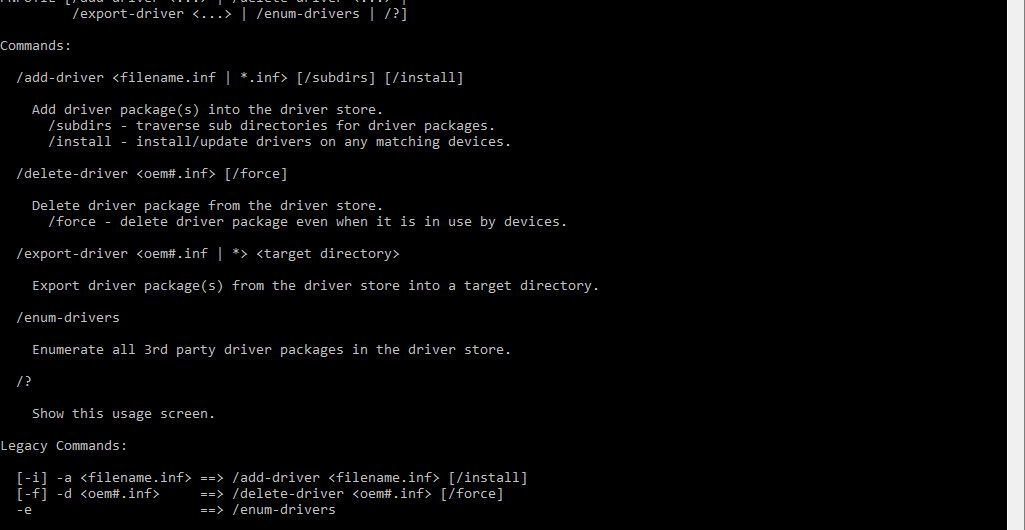 /export-driver <...> | /enum-drivers | /?]
Commands:
/add-driver <filename.inf | *.inf> [/subdirs] [/install]
Add driver package(s) into the driver store.
/subdirs - traverse sub directories for driver packages.
/install - install/update drivers on any matching devices.
/delete-driver <oem#.inf> [/force]
Delete driver package from the driver store.
/force - delete driver package even when it is in use by devices.
/export-driver <oem#.inf | *> <target directory>
Export driver package(s) from the driver store into a target directory.
/enum-drivers
Enumerate all 3rd party driver packages in the driver store.
/?
Show this usage screen.
Legacy Commands:
[-i] -a <filename.inf> ==> /add-driver <filename.inf> [/install]
[-f] -d <oem#.inf>     ==> /delete-driver <oem#.inf> [/force]
-e                     ==> /enum-drivers